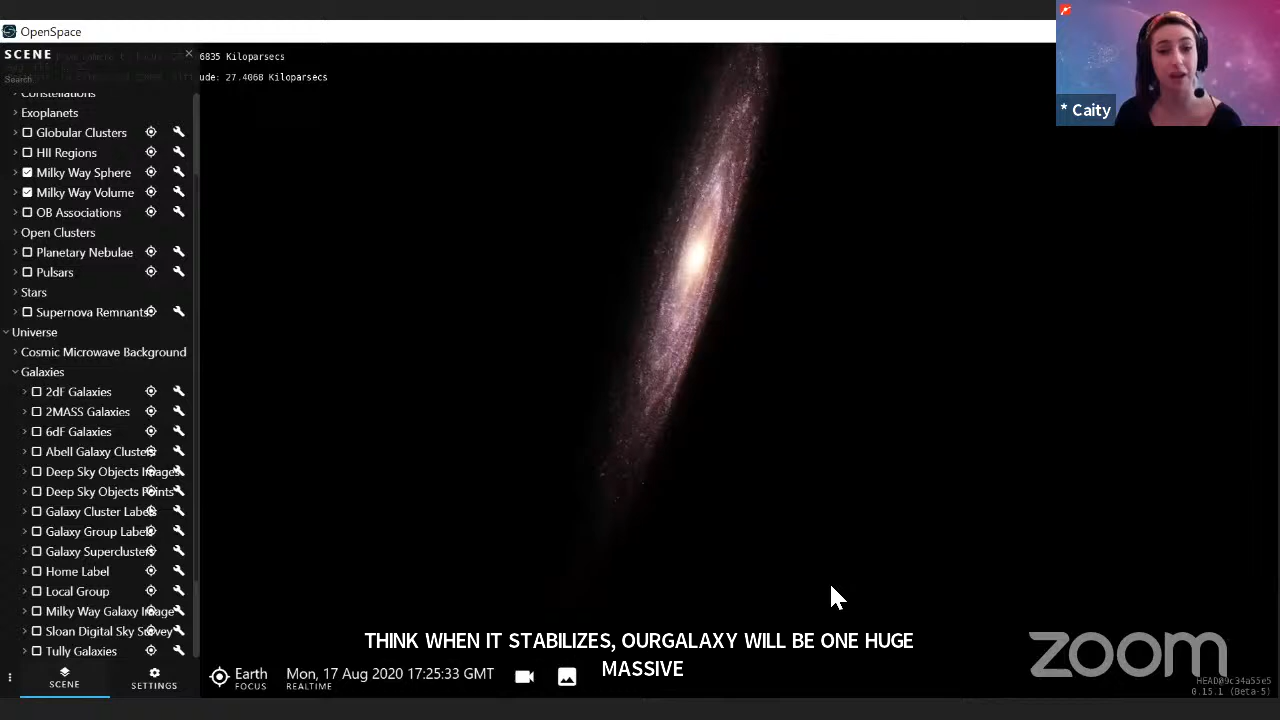 OpenSpace
SCENE
6835 Kiloparsecs
ude: 27.4068 Kiloparsecs
Search
Constellations
Exoplanets
Globular Clusters
HII Regions
Milky Way Sphere
Milky Way Volume
OB Associations
Open Clusters
Planetary Nebulae
Pulsars
Stars
Supernova Remnants
Universe
Cosmic Microwave Background
Galaxies
2dF Galaxies
2MASS Galaxies
6dF Galaxies
Abell Galaxy Clusters
Deep Sky Objects Images
Deep Sky Objects Points
Galaxy Cluster Labels
Galaxy Group Labels
Galaxy Superclusters
Home Label
Local Group
Milky Way Galaxy Image
Sloan Digital Sky Survey
Tully Galaxies
SCENE
SETTINGS
Earth
FOCUS
Mon, 17 Aug 2020 17:25:33 GMT
REALTIME
THINK WHEN IT STABILIZES, OURGALAXY WILL BE ONE HUGE
MASSIVE
* Caity
zoom
0.15.1 (Beta-5)